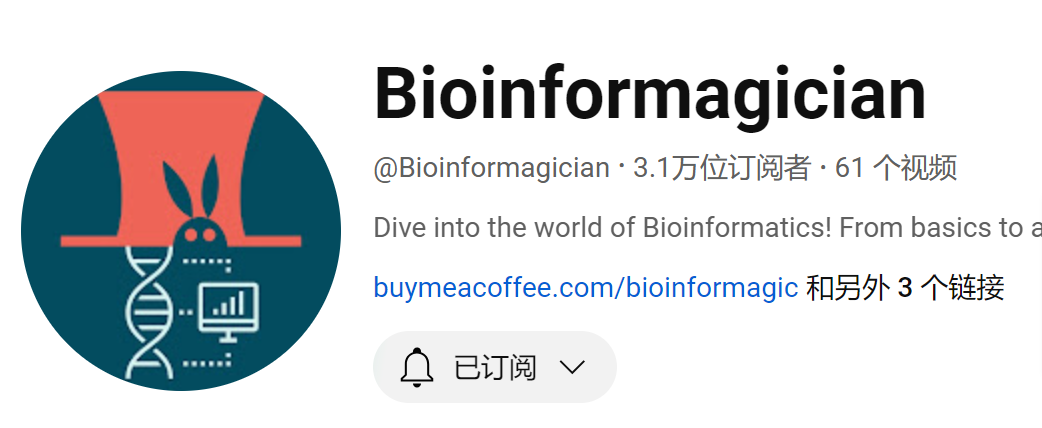 Bioinformagician
@Bioinformagician · 3.1万位订阅者 · 61 个视频
Dive into the world of Bioinformatics! From basics to a
buymeacoffee.com/bioinformagic 和另外 3 个链接
已订阅